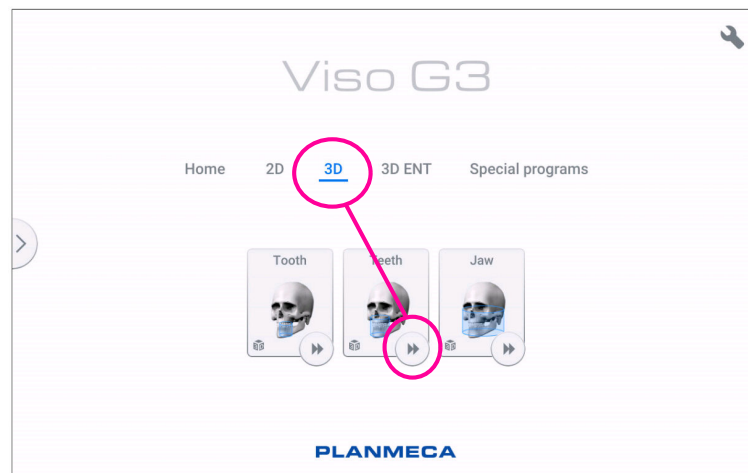 Viso G3
Home 2D 3D 3D ENT Special programs
Tooth Teeth Jaw
PLANMECA